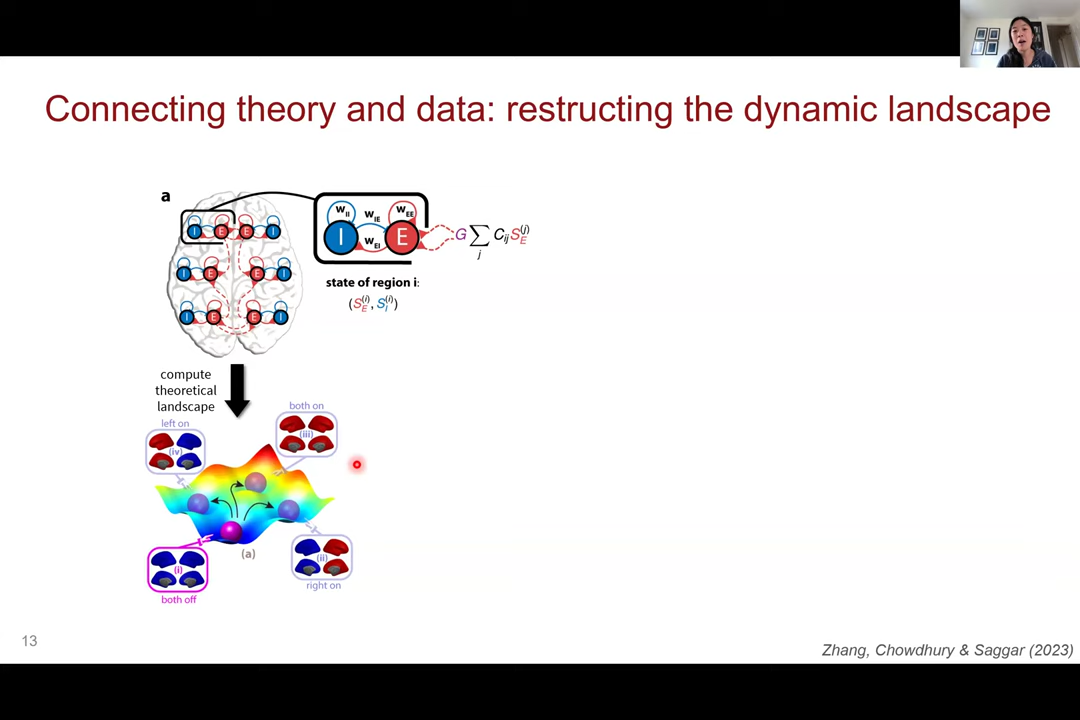 Connecting theory and data: restructing the dynamic landscape
a
I E E I
I E E I
I E E I
w_II w_IE w_EE
I w_EI E
G ∑_j C_ij S_E^(j)
state of region i:
(S_E^(i), S_I^(i))
compute
theoretical
landscape
left on
(iv)
both on
(iii)
(a)
(i)
both off
(ii)
right on
13
Zhang, Chowdhury & Saggar (2023)